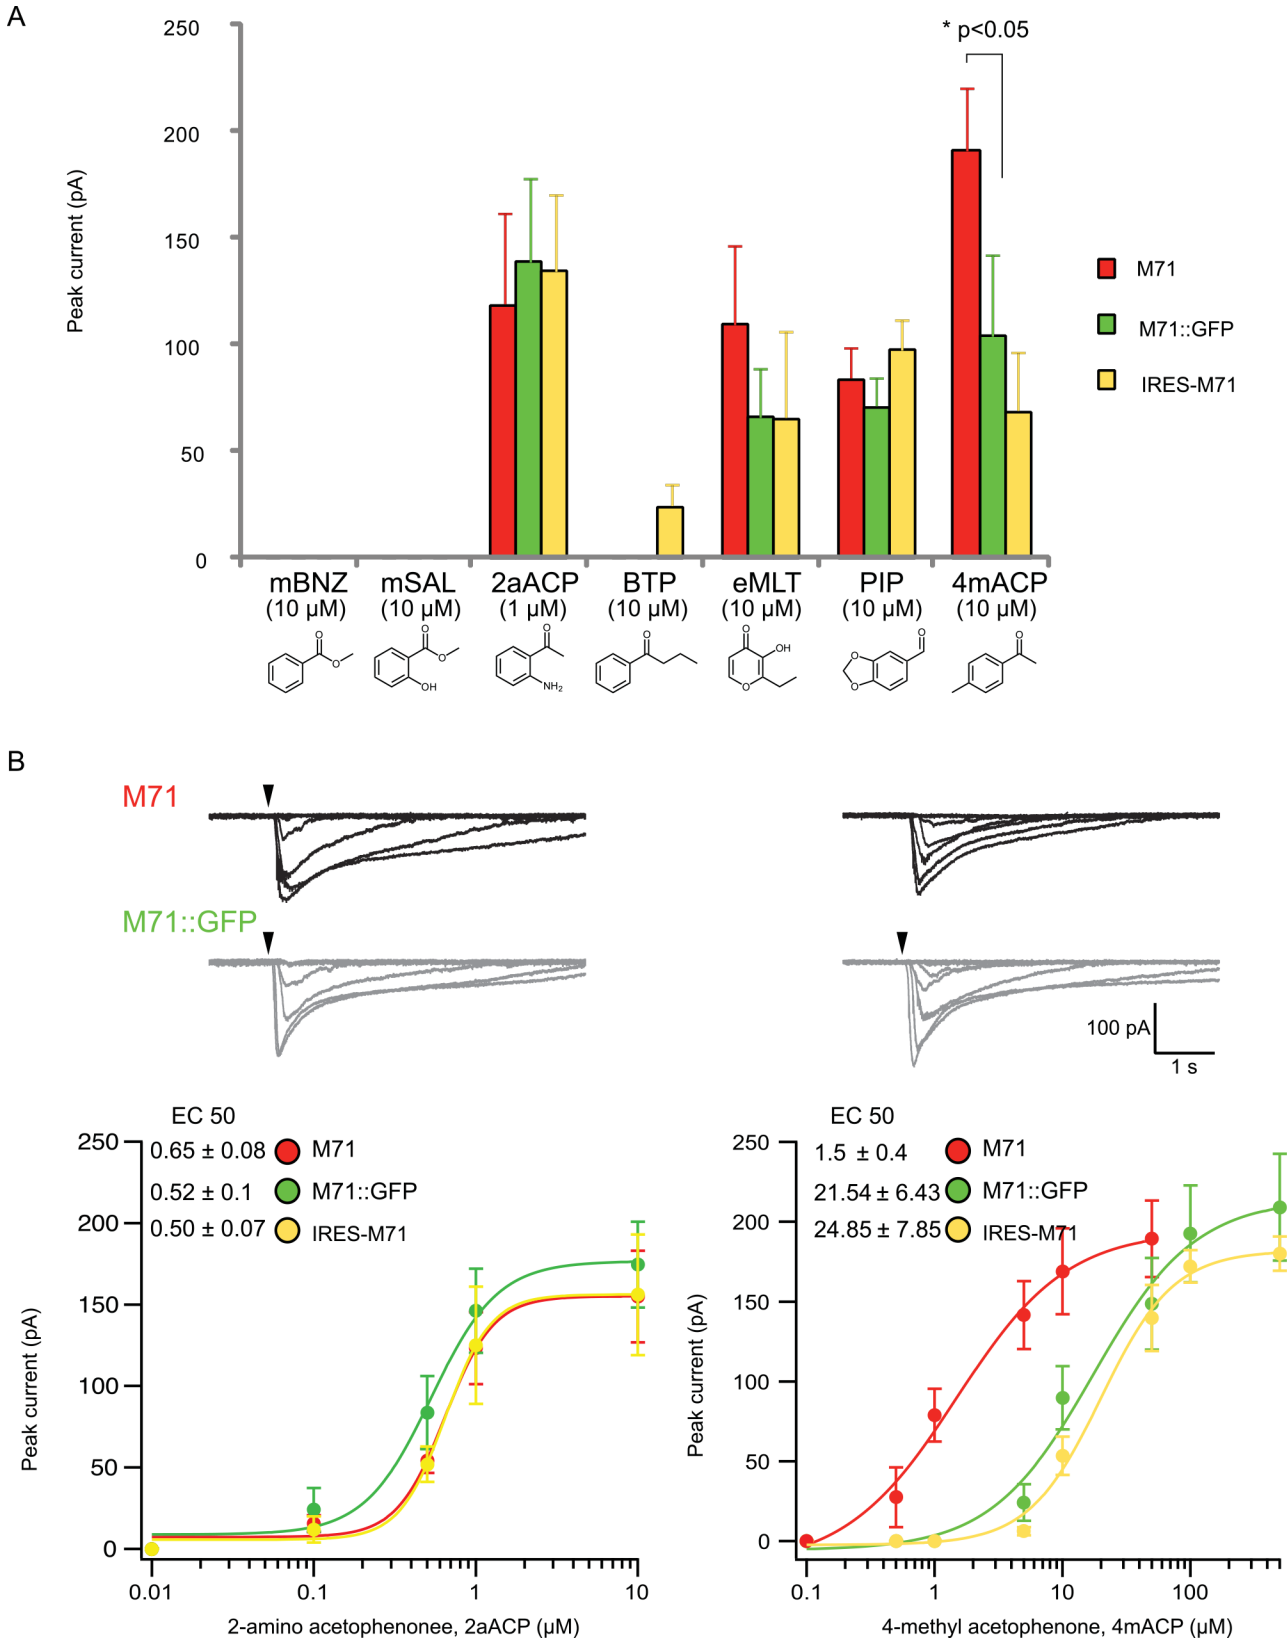 A
* p<0.05
250
200
150
100
50
0
Peak current (pA)
M71
M71::GFP
IRES-M71
mBNZ mSAL 2aACP BTP eMLT PIP 4mACP
(10 µM) (10 µM) (1 µM) (10 µM) (10 µM) (10 µM) (10 µM)
O O O O O O O
O O OH O
OH NH2 O O
B
M71
M71::GFP
100 pA
1 s
EC 50
0.65 ± 0.08 M71
0.52 ± 0.1 M71::GFP
0.50 ± 0.07 IRES-M71
250
200
150
100
50
0
Peak current (pA)
0.01 0.1 1 10
2-amino acetophenonee, 2aACP (µM)
EC 50
1.5 ± 0.4 M71
21.54 ± 6.43 M71::GFP
24.85 ± 7.85 IRES-M71
250
200
150
100
50
0
Peak current (pA)
0.1 1 10 100
4-methyl acetophenone, 4mACP (µM)